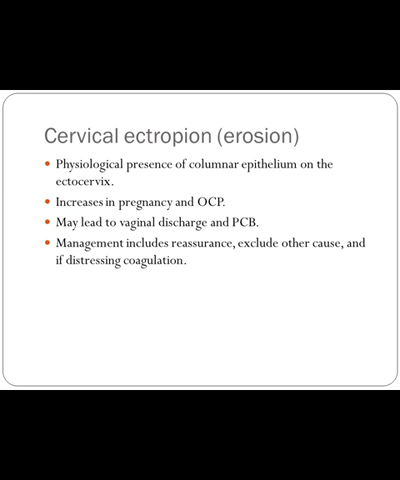 Cervical ectropion (erosion)
• Physiological presence of columnar epithelium on the
ectocervix.
• Increases in pregnancy and OCP.
• May lead to vaginal discharge and PCB.
• Management includes reassurance, exclude other cause, and
if distressing coagulation.